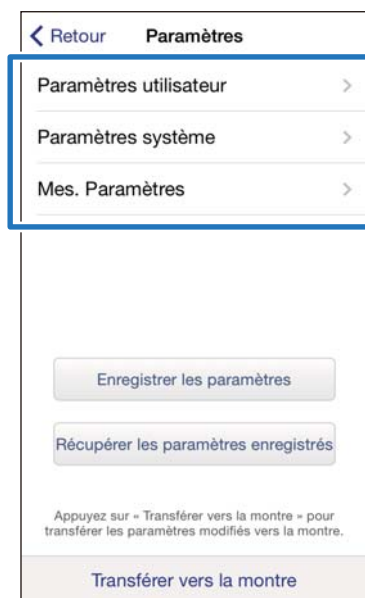 Retour Paramètres
Paramètres utilisateur
Paramètres système
Mes. Paramètres
Enregistrer les paramètres
Récupérer les paramètres enregistrés
Appuyez sur « Transférer vers la montre » pour
transférer les paramètres modifiés vers la montre.
Transférer vers la montre